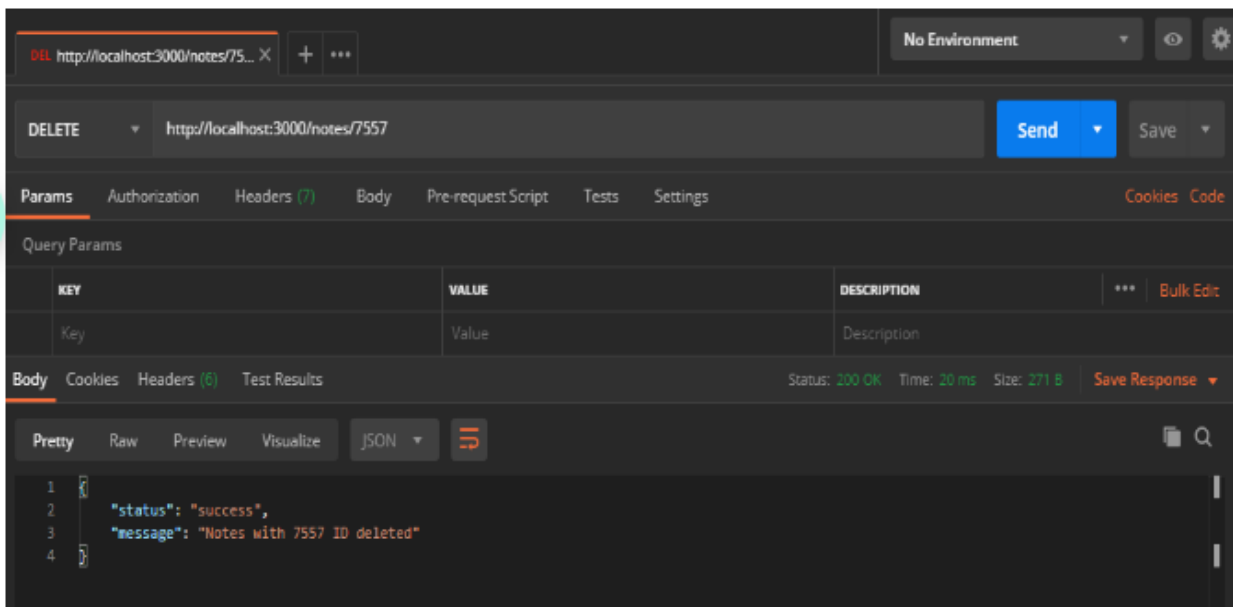 DEL http://localhost:3000/notes/75... X + ••• No Environment
DELETE http://localhost:3000/notes/7557 Send Save
Params Authorization Headers (7) Body Pre-request Script Tests Settings Cookies Code
Query Params
KEY VALUE DESCRIPTION ••• Bulk Edit
Key Value Description
Body Cookies Headers (6) Test Results Status: 200 OK Time: 20 ms Size: 271 B Save Response
Pretty Raw Preview Visualize JSON
1 {
2 "status": "success",
3 "message": "Notes with 7557 ID deleted"
4 }